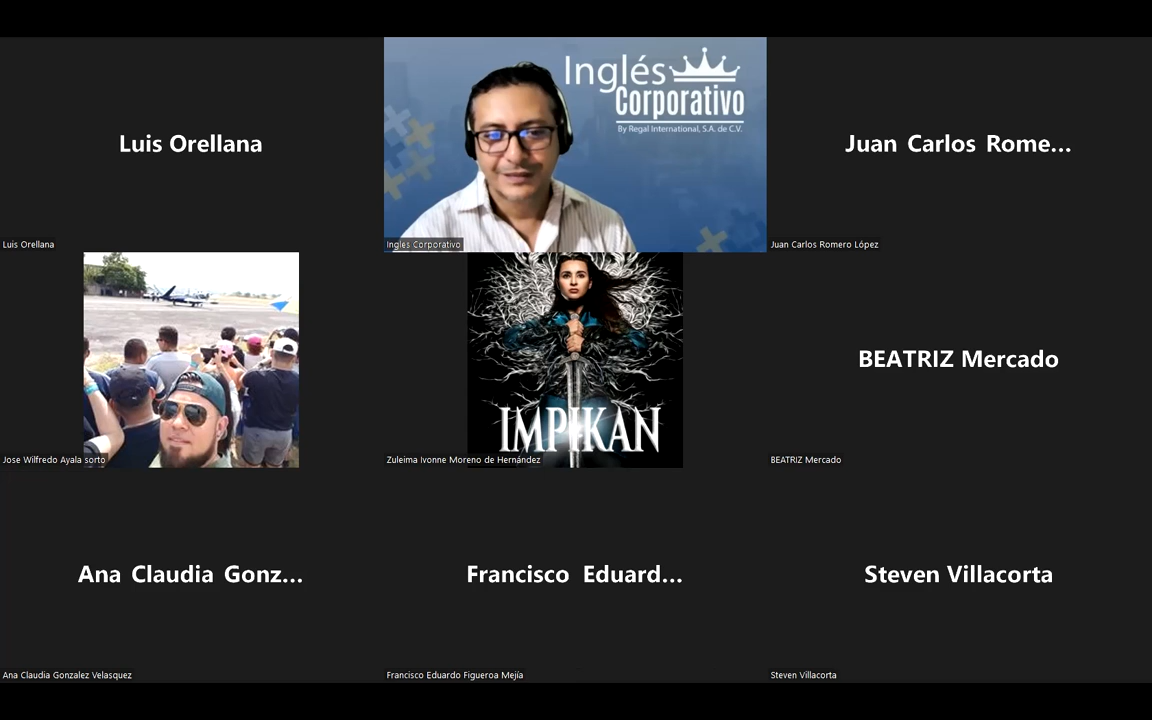 Luis Orellana
Luis Orellana
Inglés
Corporativo
By Regal International, S.A. de C.V.
Ingles Corporativo
Juan Carlos Rome...
Juan Carlos Romero López
Jose Wilfredo Ayala sorto
IMPIKAN
Zuleima Ivonne Moreno de Hernández
BEATRIZ Mercado
BEATRIZ Mercado
Ana Claudia Gonz...
Ana Claudia Gonzalez Velasquez
Francisco Eduard...
Francisco Eduardo Figueroa Mejía
Steven Villacorta
Steven Villacorta